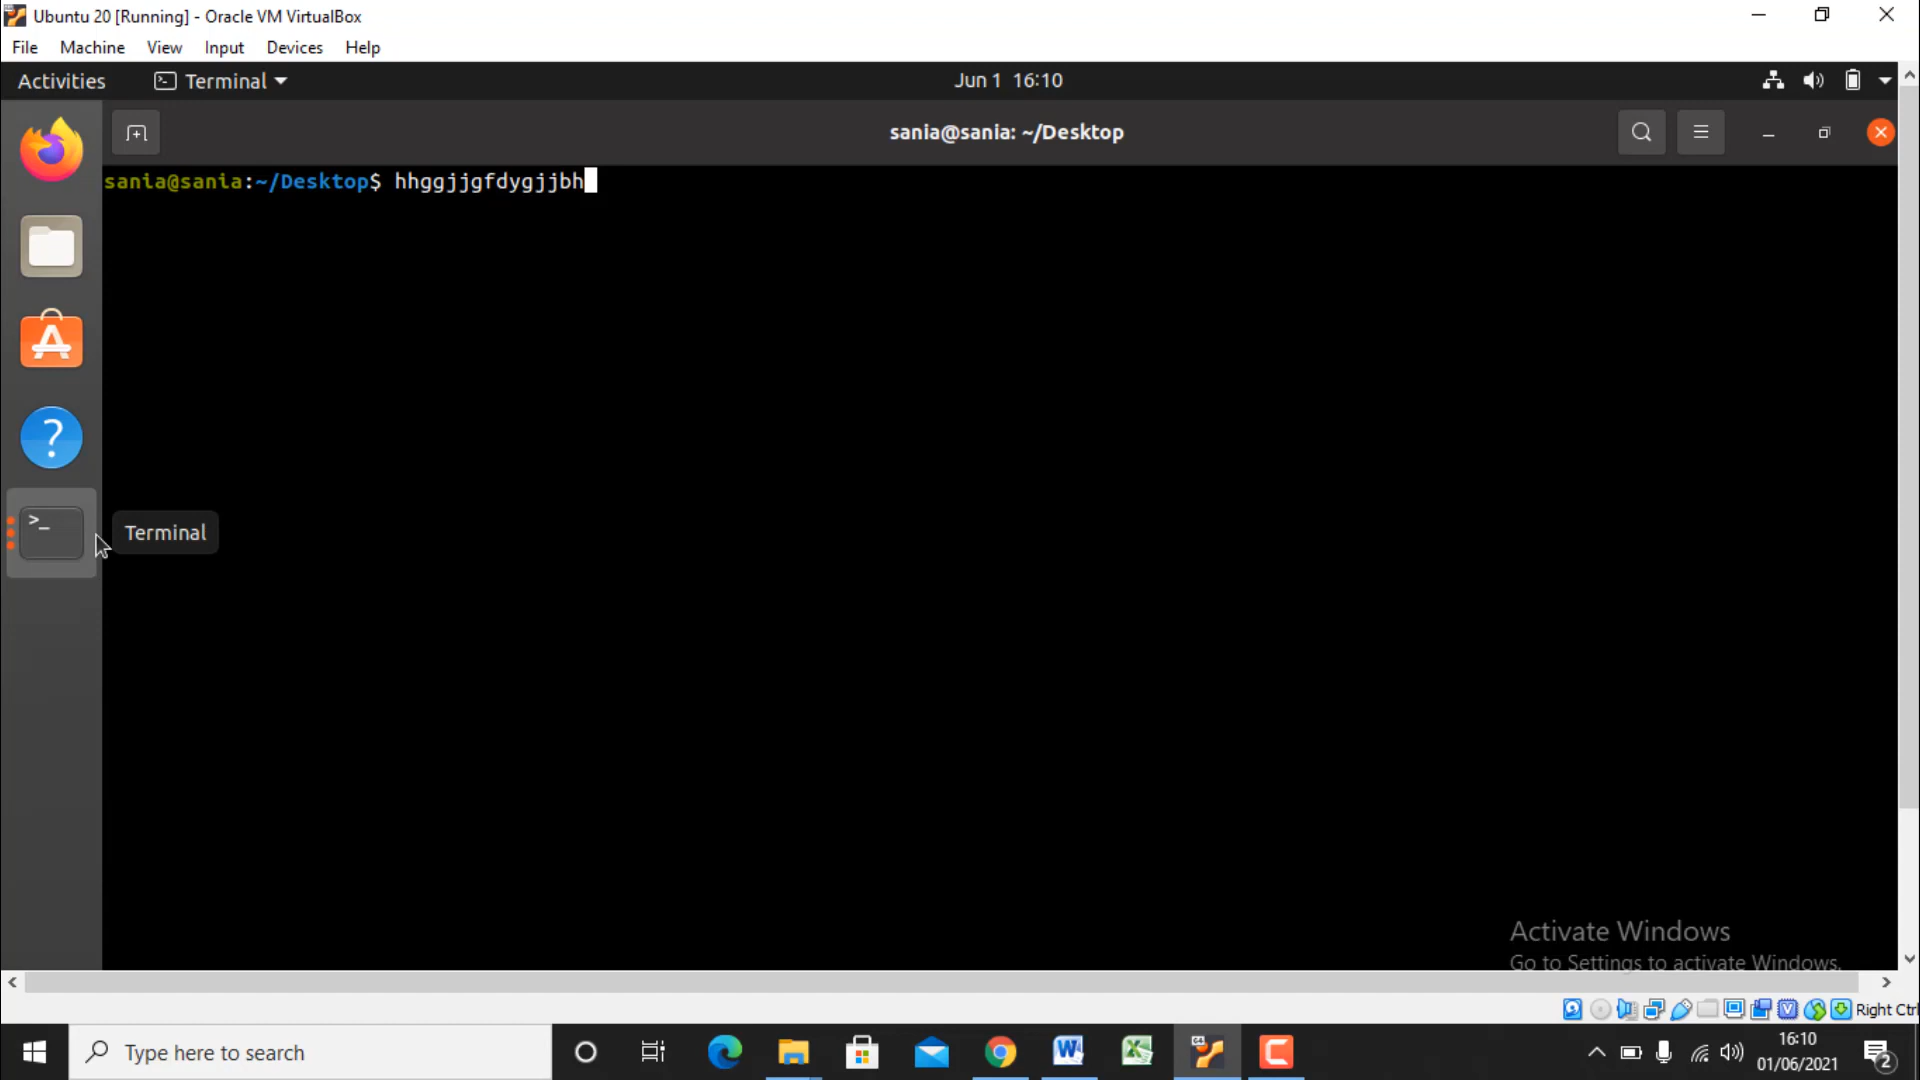 Ubuntu 20 [Running] - Oracle VM VirtualBox
File Machine View Input Devices Help
Activities Terminal Jun 1 16:10
sania@sania: ~/Desktop
sania@sania:~/Desktop$ hhggjjgfdygjjbh
Terminal
Activate Windows
Go to Settings to activate Windows.
Right Ctrl
Type here to search
16:10
01/06/2021
2